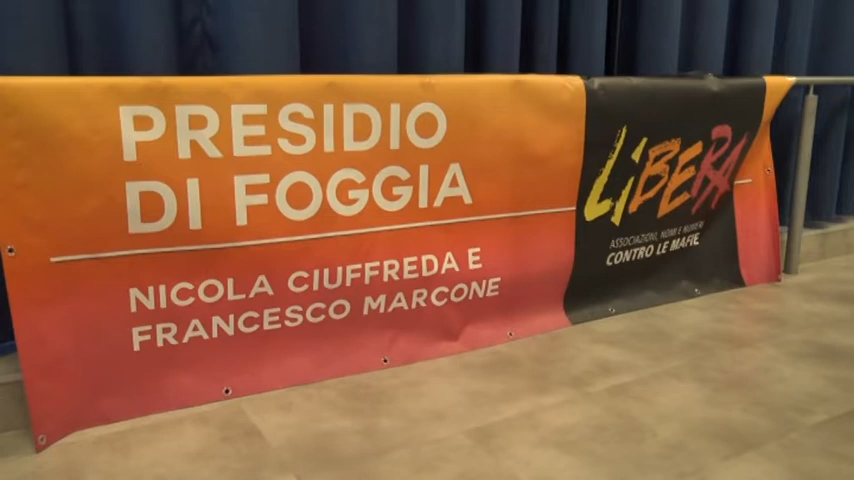 PRESIDIO
DI FOGGIA
NICOLA CIUFFREDA E
FRANCESCO MARCONE
LiBERA
ASSOCIAZIONI, NOMI E NUMERI
CONTRO LE MAFIE